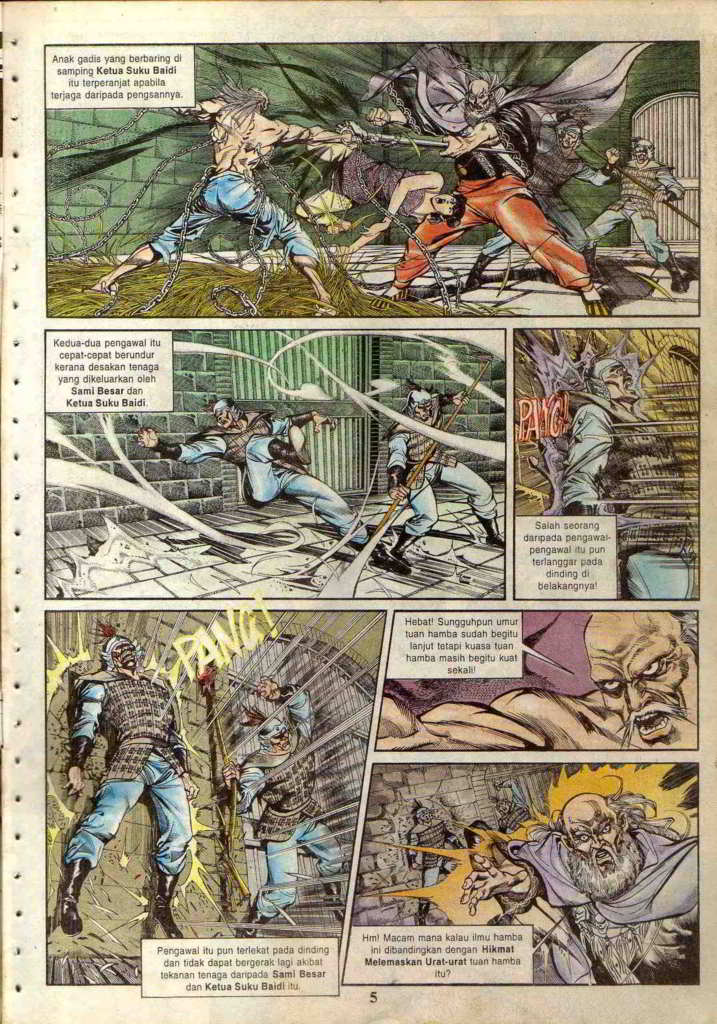 Anak gadis yang berbaring di
samping Ketua Suku Baidi
itu terperanjat apabila
terjaga daripada pengsannya.
Kedua-dua pengawal itu
cepat-cepat berundur
kerana desakan tenaga
yang dikeluarkan oleh
Sami Besar dan
Ketua Suku Baidi.
PANG!
Salah seorang
daripada pengawal-
pengawal itu pun
terlanggar pada
dinding di
belakangnya!
PANG!
Pengawal itu pun terlekat pada dinding
dan tidak dapat bergerak lagi akibat
tekanan tenaga daripada Sami Besar
dan Ketua Suku Baidi itu.
Hebat! Sungguhpun umur
tuan hamba sudah begitu
lanjut tetapi kuasa tuan
hamba masih begitu kuat
sekali!
Hm! Macam mana kalau ilmu hamba
ini dibandingkan dengan Hikmat
Melemaskan Urat-urat tuan hamba
itu?
5